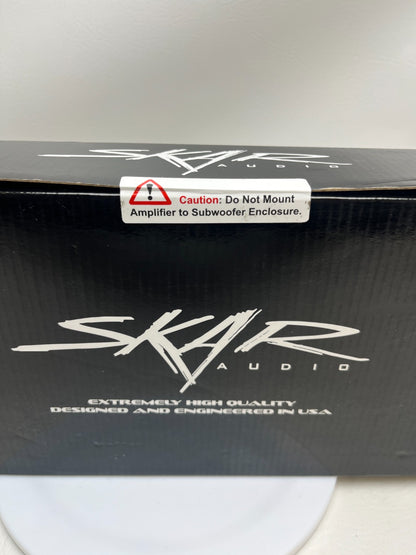 SKAR
AUDIO
Caution: Do Not Mount
Amplifier to Subwoofer Enclosure.
SKAR
AUDIO
EXTREMELY HIGH QUALITY
DESIGNED AND ENGINEERED IN USA